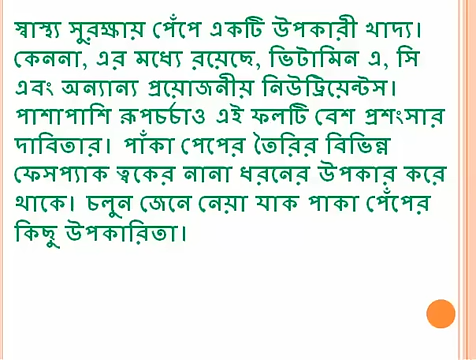 স্বাস্থ্য সুরক্ষায় পেঁপে একটি উপকারী খাদ্য।
কেননা, এর মধ্যে রয়েছে, ভিটামিন এ, সি
এবং অন্যান্য প্রয়োজনীয় নিউট্রিয়েন্টস।
পাশাপাশি রূপচর্চাও এই ফলটি বেশ প্রশংসার
দাবিতার। পাঁকা পেপের তৈরির বিভিন্ন
ফেসপ্যাক ত্বকের নানা ধরনের উপকার করে
থাকে। চলুন জেনে নেয়া যাক পাকা পেঁপের
কিছু উপকারিতা।